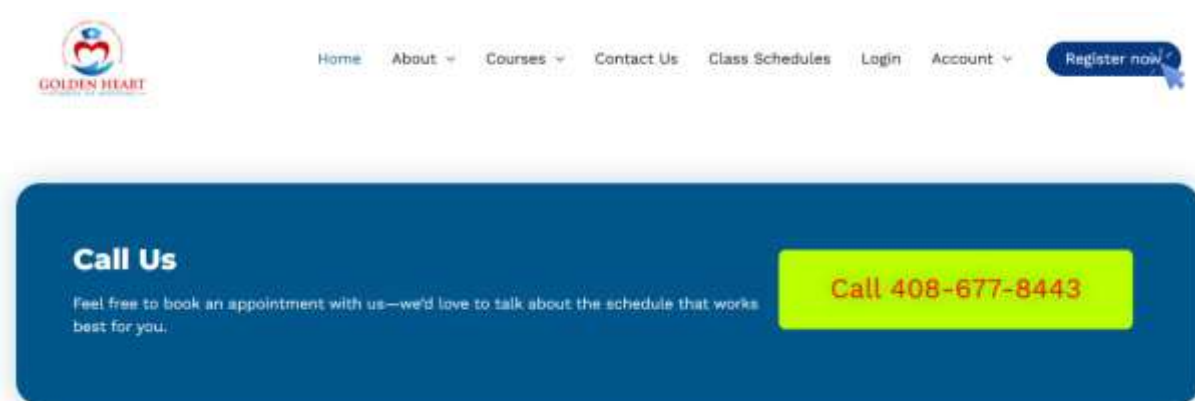 GOLDEN HEART
Home About Courses Contact Us Class Schedules Login Account Register now
Call Us
Feel free to book an appointment with us—we'd love to talk about the schedule that works
best for you.
Call 408-677-8443